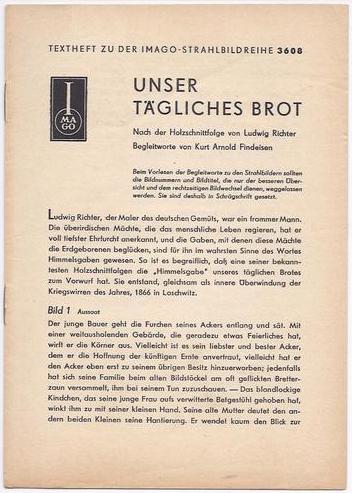 TEXTHEFT ZU DER IMAGO-STRAHLBILDREIHE 3608
I
MA
GO
UNSER
TÄGLICHES BROT
Nach der Holzschnittfolge von Ludwig Richter
Begleitworte von Kurt Arnold Findeisen
Beim Vorlesen der Begleitworte zu den Strahlbildern sollten
die Bildnummern und Bildtitel, die nur der besseren Über-
sicht und dem rechtzeitigen Bildwechsel dienen, weggelassen
werden. Sie sind deshalb in Schrägschrift gesetzt.
Ludwig Richter, der Maler des deutschen Gemüts, war ein frommer Mann.
Die überirdischen Mächte, die das menschliche Leben regieren, hat er
voll tiefster Ehrfurcht anerkannt, und die Gaben, mit denen diese Mächte
die Erdgeborenen beglücken, sind für ihn im wahrsten Sinne des Wortes
Himmelsgaben gewesen. So ist es begreiflich, daß eine seiner bekann-
testen Holzschnittfolgen die „Himmelsgabe" unseres täglichen Brotes
zum Vorwurf hat. Sie entstand, gleichsam als innere Überwindung der
Kriegswirren des Jahres, 1866 in Loschwitz.
Bild 1 Aussaat
Der junge Bauer geht die Furchen seines Ackers entlang und sät. Mit
einer weitausholenden Gebärde, die geradezu etwas Feierliches hat,
wirft er die Körner aus. Vielleicht ist es sein liebster und bester Acker,
dem er die Hoffnung der künftigen Ernte anvertraut, vielleicht hat er
den Acker eben erst zu seinem übrigen Besitz hinzuerworben; jedenfalls
hat sich seine Familie beim alten Bildstöckel am oft geflickten Bretter-
zaun versammelt, ihm bei seinem Tun zuzuschauen. — Das blondlockige
Kindchen, das seine junge Frau aufs verwitterte Betgestühl gehoben hat,
winkt ihm zu mit seiner kleinen Hand. Seine alte Mutter deutet den an-
dern beiden Kleinen seine Hantierung. Er wendet kaum den Blick zur